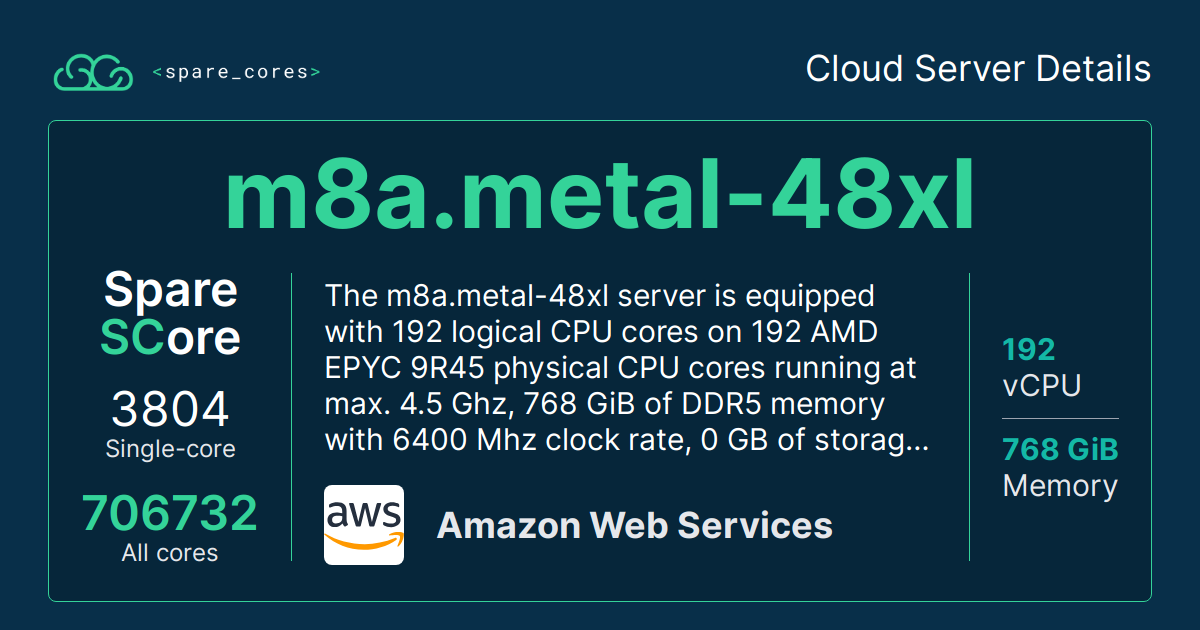 <spare_cores>
Cloud Server Details
m8a.metal-48xl
Spare
SCore
3804
Single-core
706732
All cores
The m8a.metal-48xl server is equipped
with 192 logical CPU cores on 192 AMD
EPYC 9R45 physical CPU cores running at
max. 4.5 Ghz, 768 GiB of DDR5 memory
with 6400 Mhz clock rate, 0 GB of storag...
aws
Amazon Web Services
192
vCPU
768 GiB
Memory